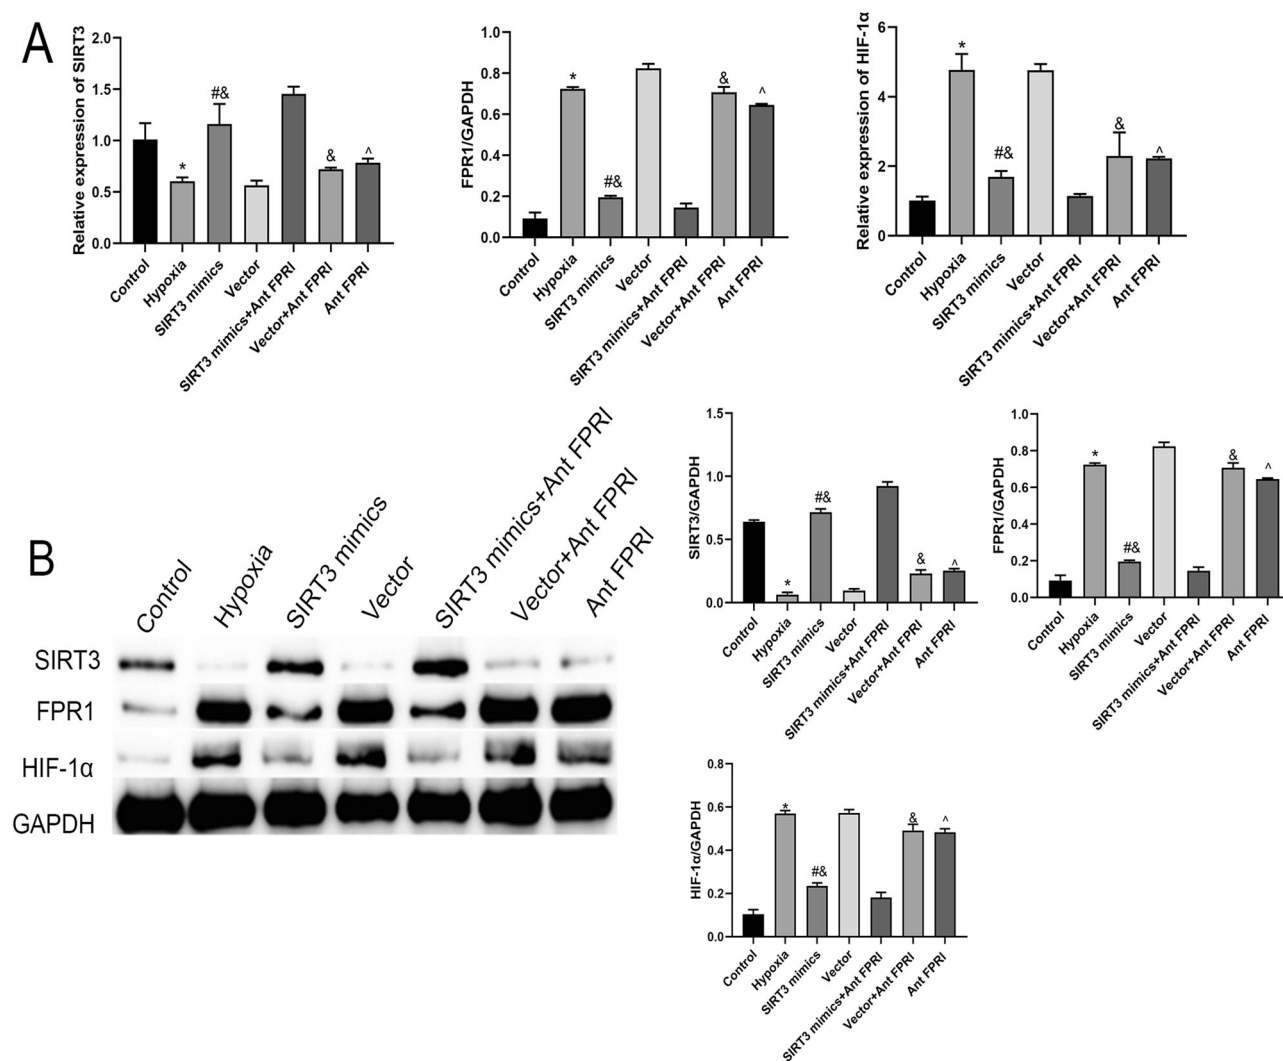 A
Relative expression of SIRT3
2.0
1.5
1.0
0.5
0.0
*
#&
&
^
Control
Hypoxia
SIRT3 mimics
Vector
SIRT3 mimics+Ant FPRI
Vector+Ant FPRI
Ant FPRI
FPR1/GAPDH
1.0
0.8
0.6
0.4
0.2
0.0
*
#&
&
^
Control
Hypoxia
SIRT3 mimics
Vector
SIRT3 mimics+Ant FPRI
Vector+Ant FPRI
Ant FPRI
Relative expression of HIF-1α
6
4
2
0
*
#&
&
^
Control
Hypoxia
SIRT3 mimics
Vector
SIRT3 mimics+Ant FPRI
Vector+Ant FPRI
Ant FPRI
B
Control
Hypoxia
SIRT3 mimics
Vector
SIRT3 mimics+Ant FPRI
Vector+Ant FPRI
Ant FPRI
SIRT3
FPR1
HIF-1α
GAPDH
SIRT3/GAPDH
1.5
1.0
0.5
0.0
*
#&
&
^
Control
Hypoxia
SIRT3 mimics
Vector
SIRT3 mimics+Ant FPRI
Vector+Ant FPRI
Ant FPRI
FPR1/GAPDH
1.0
0.8
0.6
0.4
0.2
0.0
*
#&
&
^
Control
Hypoxia
SIRT3 mimics
Vector
SIRT3 mimics+Ant FPRI
Vector+Ant FPRI
Ant FPRI
HIF-1α/GAPDH
0.8
0.6
0.4
0.2
0.0
*
#&
&
^
Control
Hypoxia
SIRT3 mimics
Vector
SIRT3 mimics+Ant FPRI
Vector+Ant FPRI
Ant FPRI